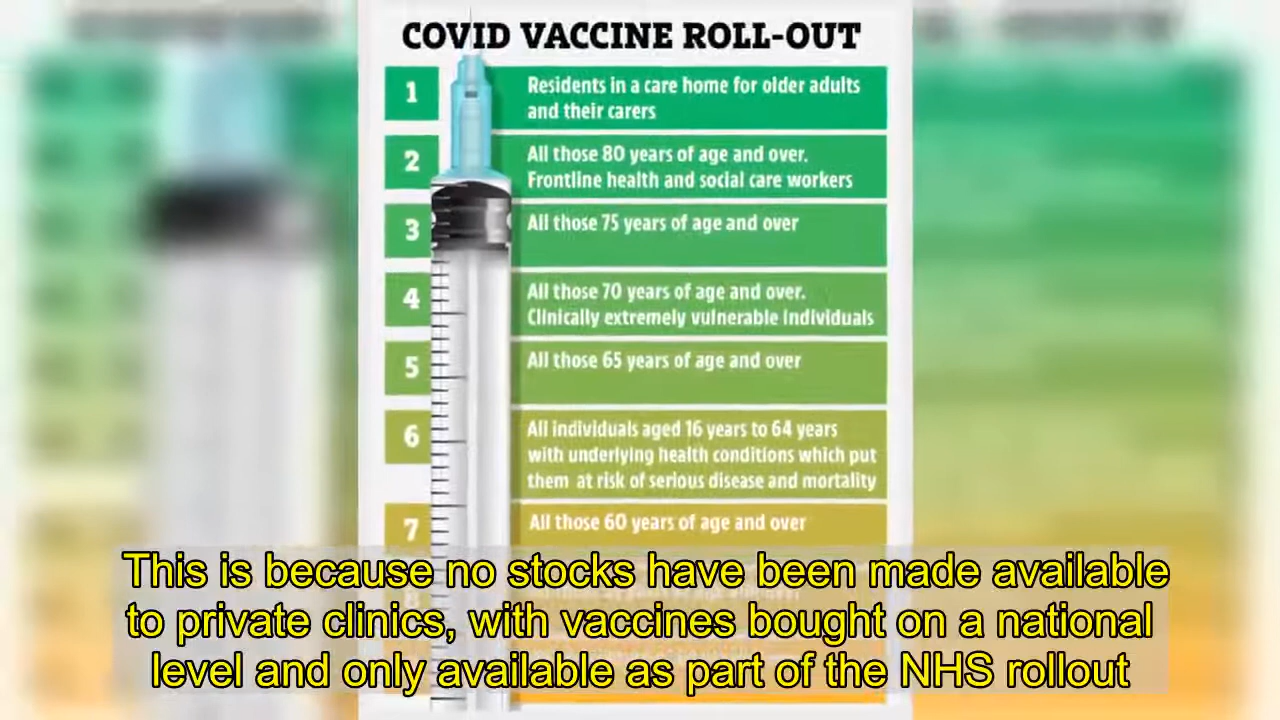 COVID VACCINE ROLL-OUT
1
Residents in a care home for older adults
and their carers
2
All those 80 years of age and over.
Frontline health and social care workers
3
All those 75 years of age and over
4
All those 70 years of age and over.
Clinically extremely vulnerable individuals
5
All those 65 years of age and over
6
All individuals aged 16 years to 64 years
with underlying health conditions which put
them at risk of serious disease and mortality
7
All those 60 years of age and over
This is because no stocks have been made available
to private clinics, with vaccines bought on a national
level and only available as part of the NHS rollout